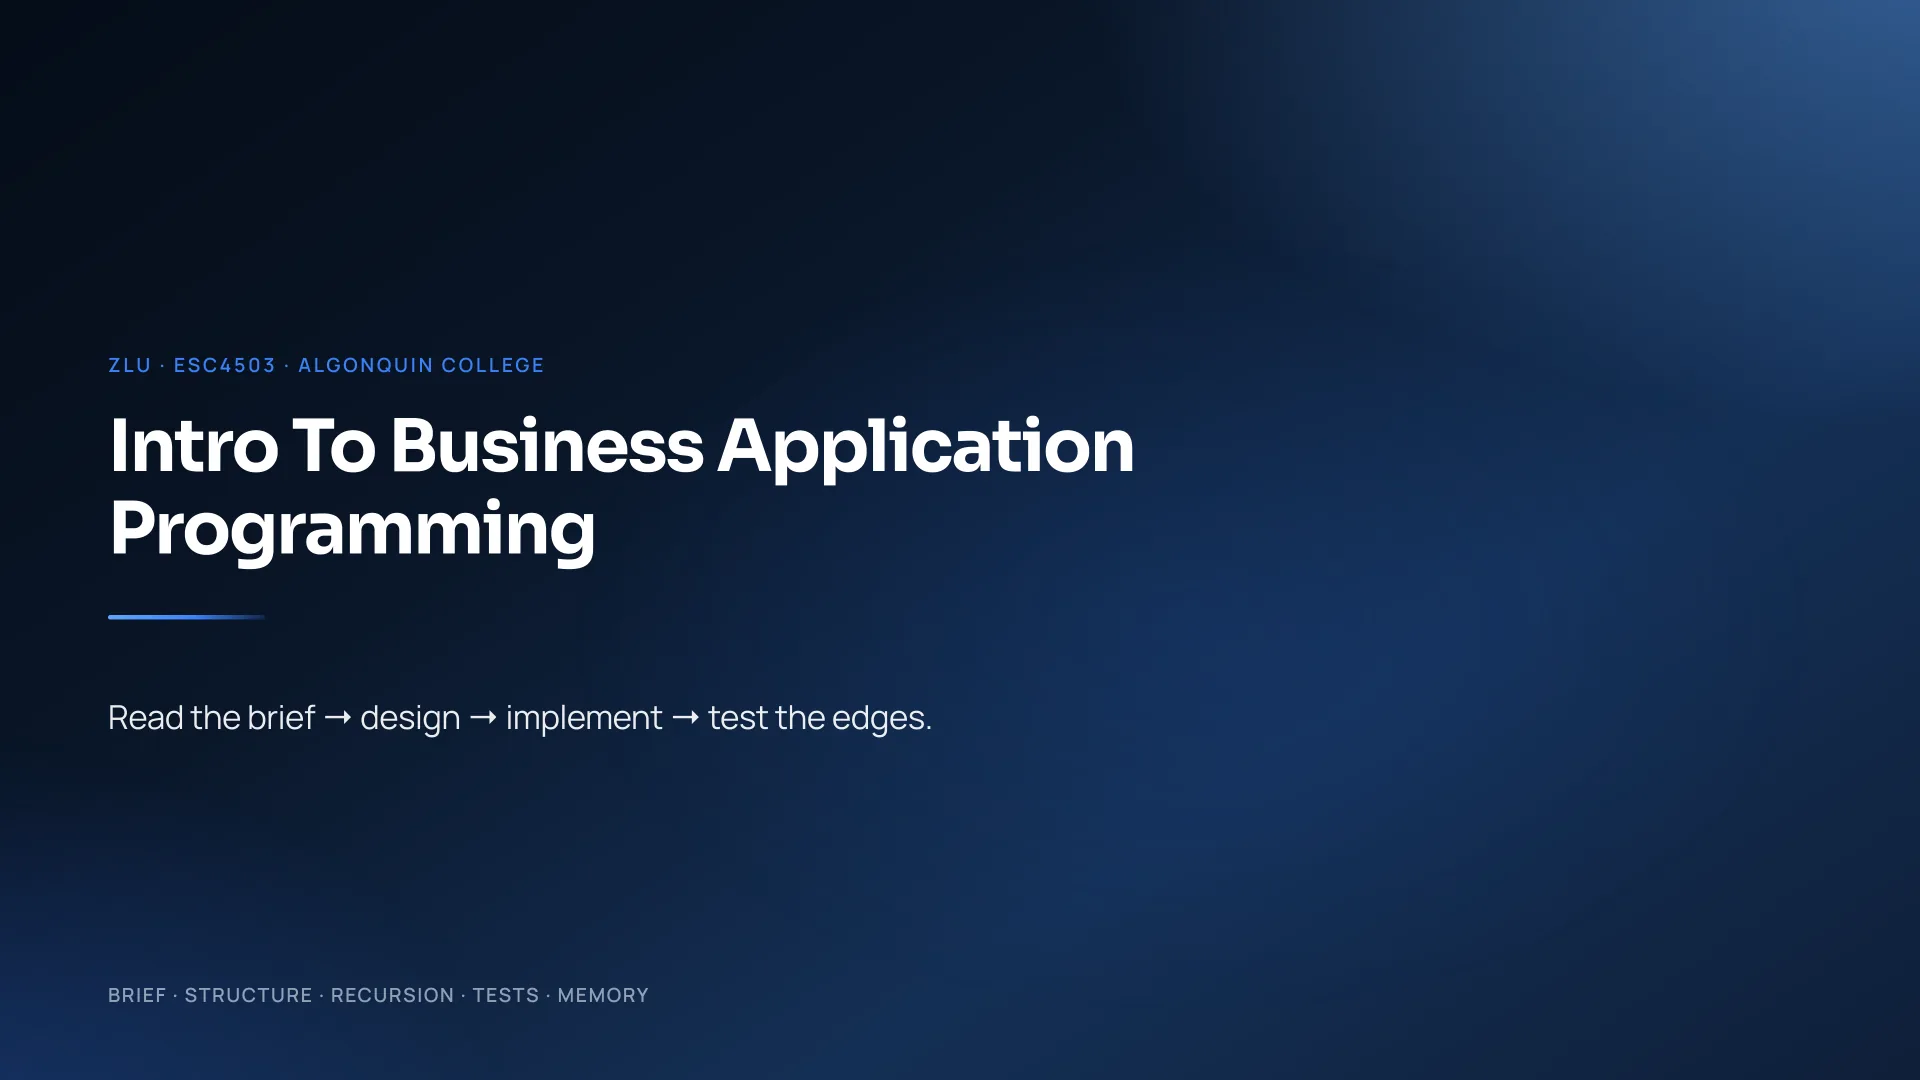 ZLU · ESC4503 · ALGONQUIN COLLEGE
Intro To Business Application
Programming
Read the brief → design → implement → test the edges.
BRIEF · STRUCTURE · RECURSION · TESTS · MEMORY